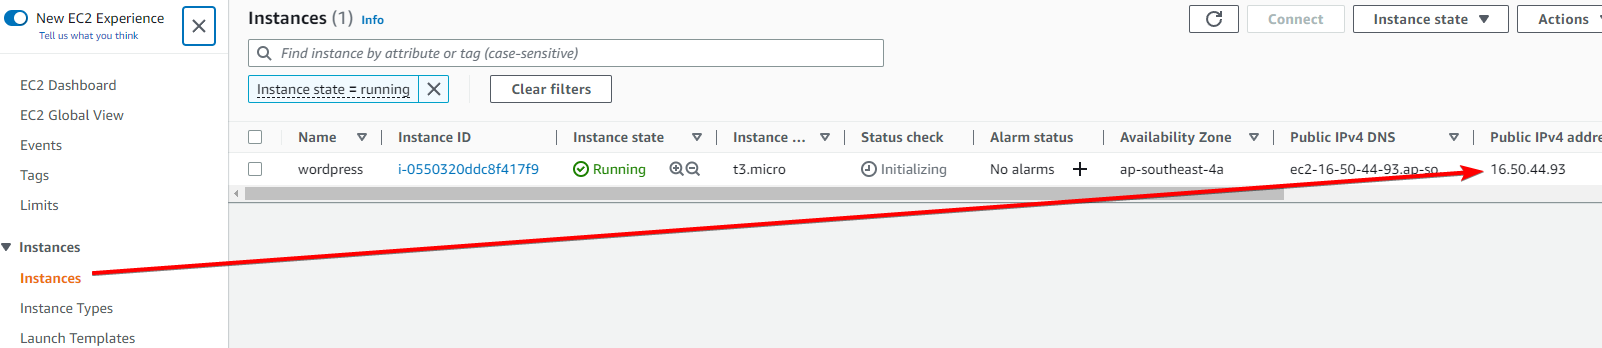 New EC2 Experience
Tell us what you think
EC2 Dashboard
EC2 Global View
Events
Tags
Limits
Instances
Instances
Instance Types
Launch Templates
Instances (1) Info
Connect Instance state Actions
Find instance by attribute or tag (case-sensitive)
Instance state = running Clear filters
Name Instance ID Instance state Instance ... Status check Alarm status Availability Zone Public IPv4 DNS Public IPv4 addre
wordpress i-0550320ddc8f417f9 Running t3.micro Initializing No alarms + ap-southeast-4a ec2-16-50-44-93.ap-so... 16.50.44.93